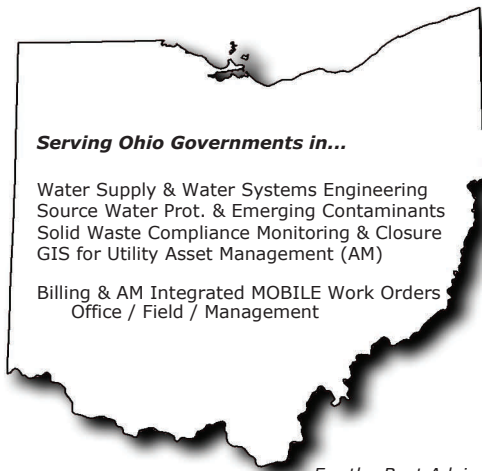 Serving Ohio Governments in...
Water Supply & Water Systems Engineering
Source Water Prot. & Emerging Contaminants
Solid Waste Compliance Monitoring & Closure
GIS for Utility Asset Management (AM)
Billing & AM Integrated MOBILE Work Orders
Office / Field / Management